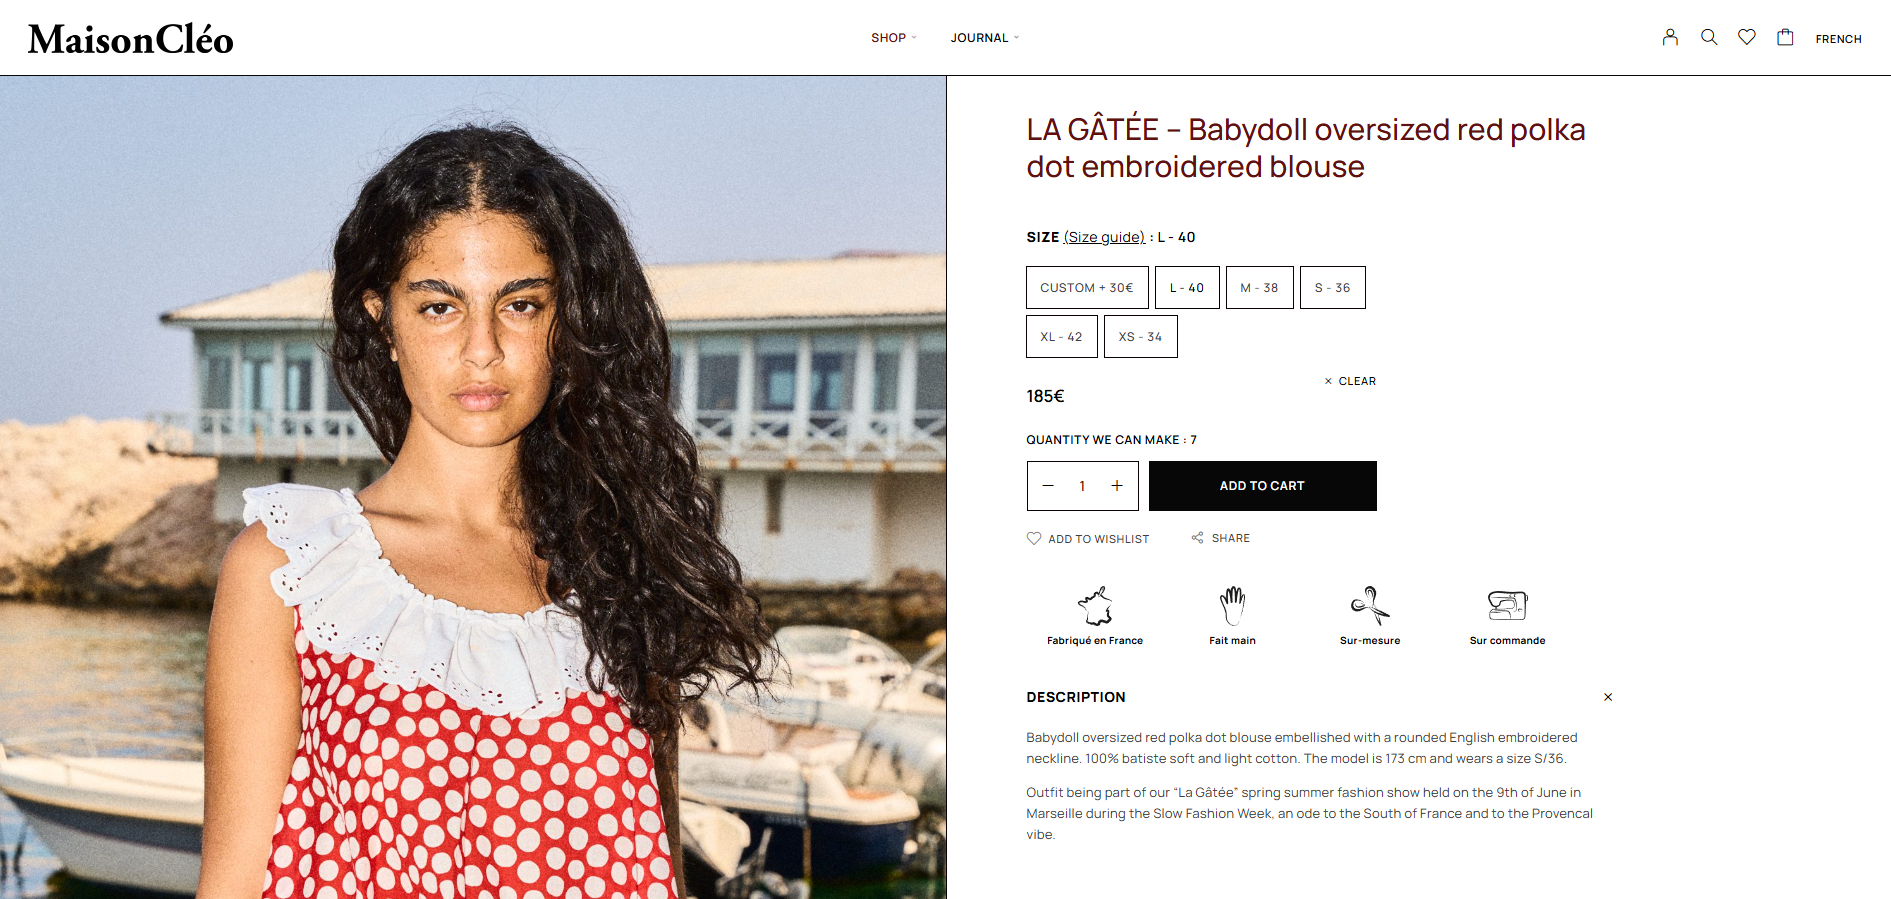 MaisonCléo
SHOP
JOURNAL
FRENCH
LA GÂTÉE – Babydoll oversized red polka
dot embroidered blouse
SIZE (Size guide) : L - 40
CUSTOM + 30€
L - 40
M - 38
S - 36
XL - 42
XS - 34
× CLEAR
185€
QUANTITY WE CAN MAKE : 7
− 1 +
ADD TO CART
ADD TO WISHLIST
SHARE
Fabriqué en France
Fait main
Sur-mesure
Sur commande
DESCRIPTION ×
Babydoll oversized red polka dot blouse embellished with a rounded English embroidered
neckline. 100% batiste soft and light cotton. The model is 173 cm and wears a size S/36.
Outfit being part of our “La Gâtée” spring summer fashion show held on the 9th of June in
Marseille during the Slow Fashion Week, an ode to the South of France and to the Provencal
vibe.